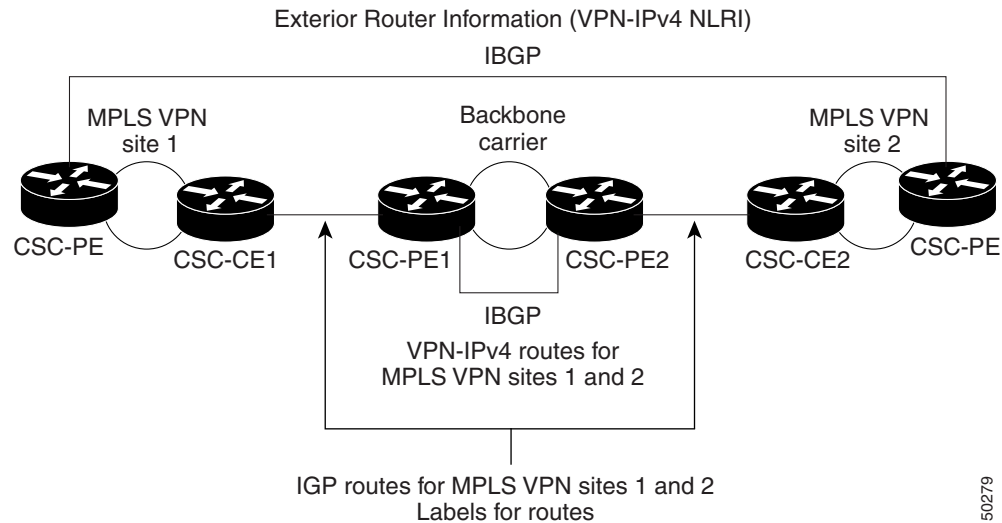 Exterior Router Information (VPN-IPv4 NLRI)
IBGP
MPLS VPN
site 1
Backbone
carrier
MPLS VPN
site 2
CSC-PE
CSC-CE1
CSC-PE1
CSC-PE2
CSC-CE2
CSC-PE
IBGP
VPN-IPv4 routes for
MPLS VPN sites 1 and 2
IGP routes for MPLS VPN sites 1 and 2
Labels for routes
50279